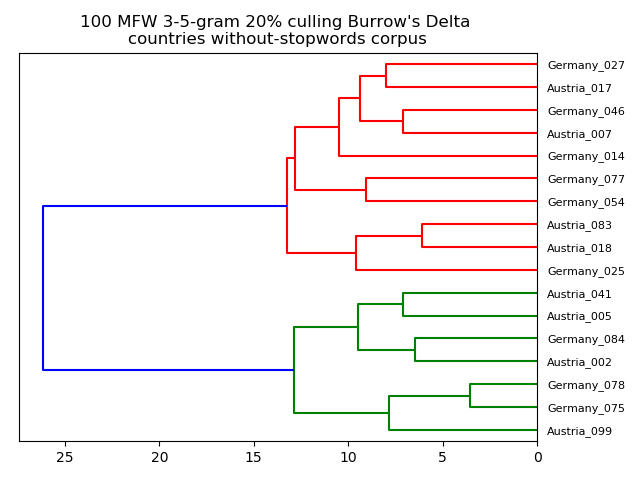 100 MFW 3-5-gram 20% culling Burrow's Delta
countries without-stopwords corpus
Germany_027
Austria_017
Germany_046
Austria_007
Germany_014
Germany_077
Germany_054
Austria_083
Austria_018
Germany_025
Austria_041
Austria_005
Germany_084
Austria_002
Germany_078
Germany_075
Austria_099
25 20 15 10 5 0